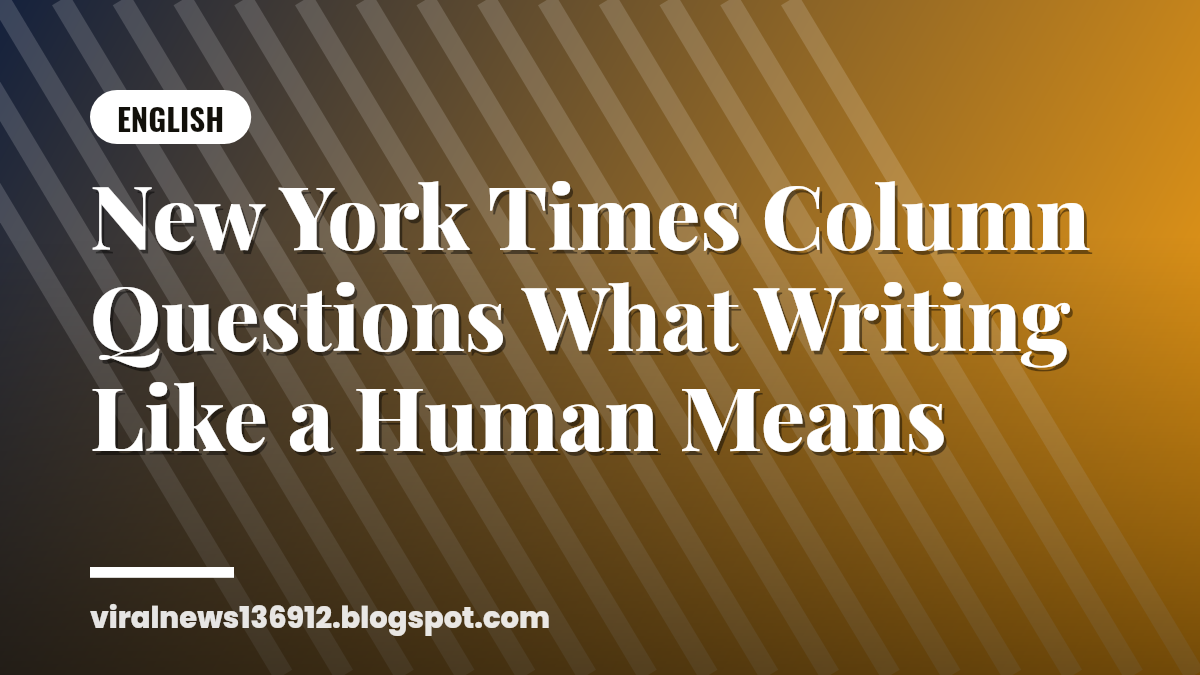 ENGLISH
New York Times Column
Questions What Writing
Like a Human Means
viralnews136912.blogspot.com